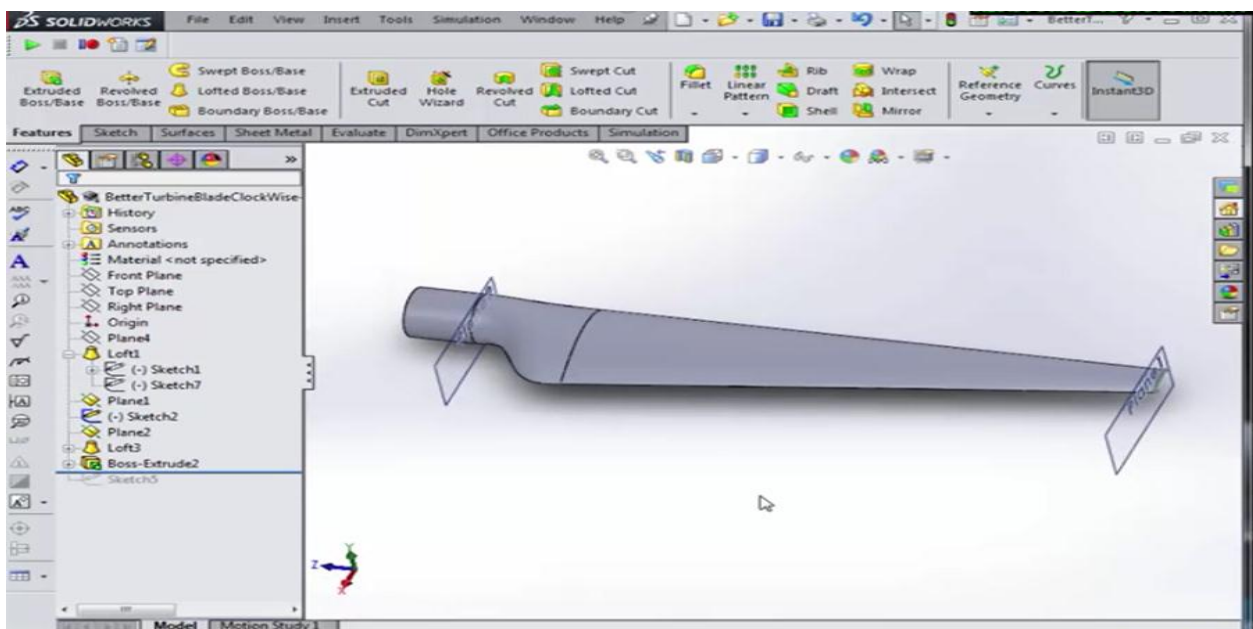 SOLIDWORKS File Edit View Insert Tools Simulation Window Help BetterT...
Swept Boss/Base Swept Cut Rib Wrap
Extruded Boss/Base Revolved Boss/Base Lofted Boss/Base Extruded Cut Hole Wizard Revolved Cut Lofted Cut Fillet Linear Pattern Draft Intersect Reference Geometry Curves Instant3D
Boundary Boss/Base Boundary Cut Shell Mirror
Features Sketch Surfaces Sheet Metal Evaluate DimXpert Office Products Simulation
BetterTurbineBladeClockWise-
History
Sensors
Annotations
Material <not specified>
Front Plane
Top Plane
Right Plane
Origin
Plane4
Loft1
(-) Sketch1
(-) Sketch7
Plane1
(-) Sketch2
Plane2
Loft3
Boss-Extrude2
Sketch5
Z
Y
X
Model Motion Study 1